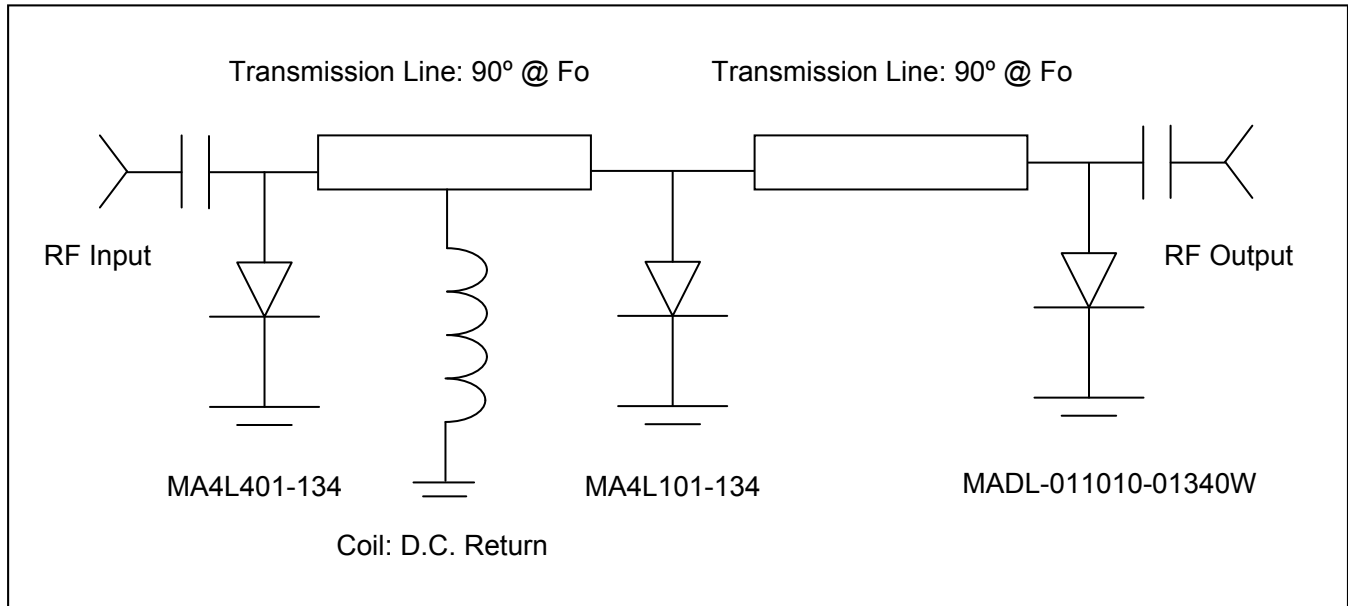 Transmission Line: 90º @ Fo
Transmission Line: 90º @ Fo
RF Input
RF Output
MA4L401-134
MA4L101-134
MADL-011010-01340W
Coil: D.C. Return